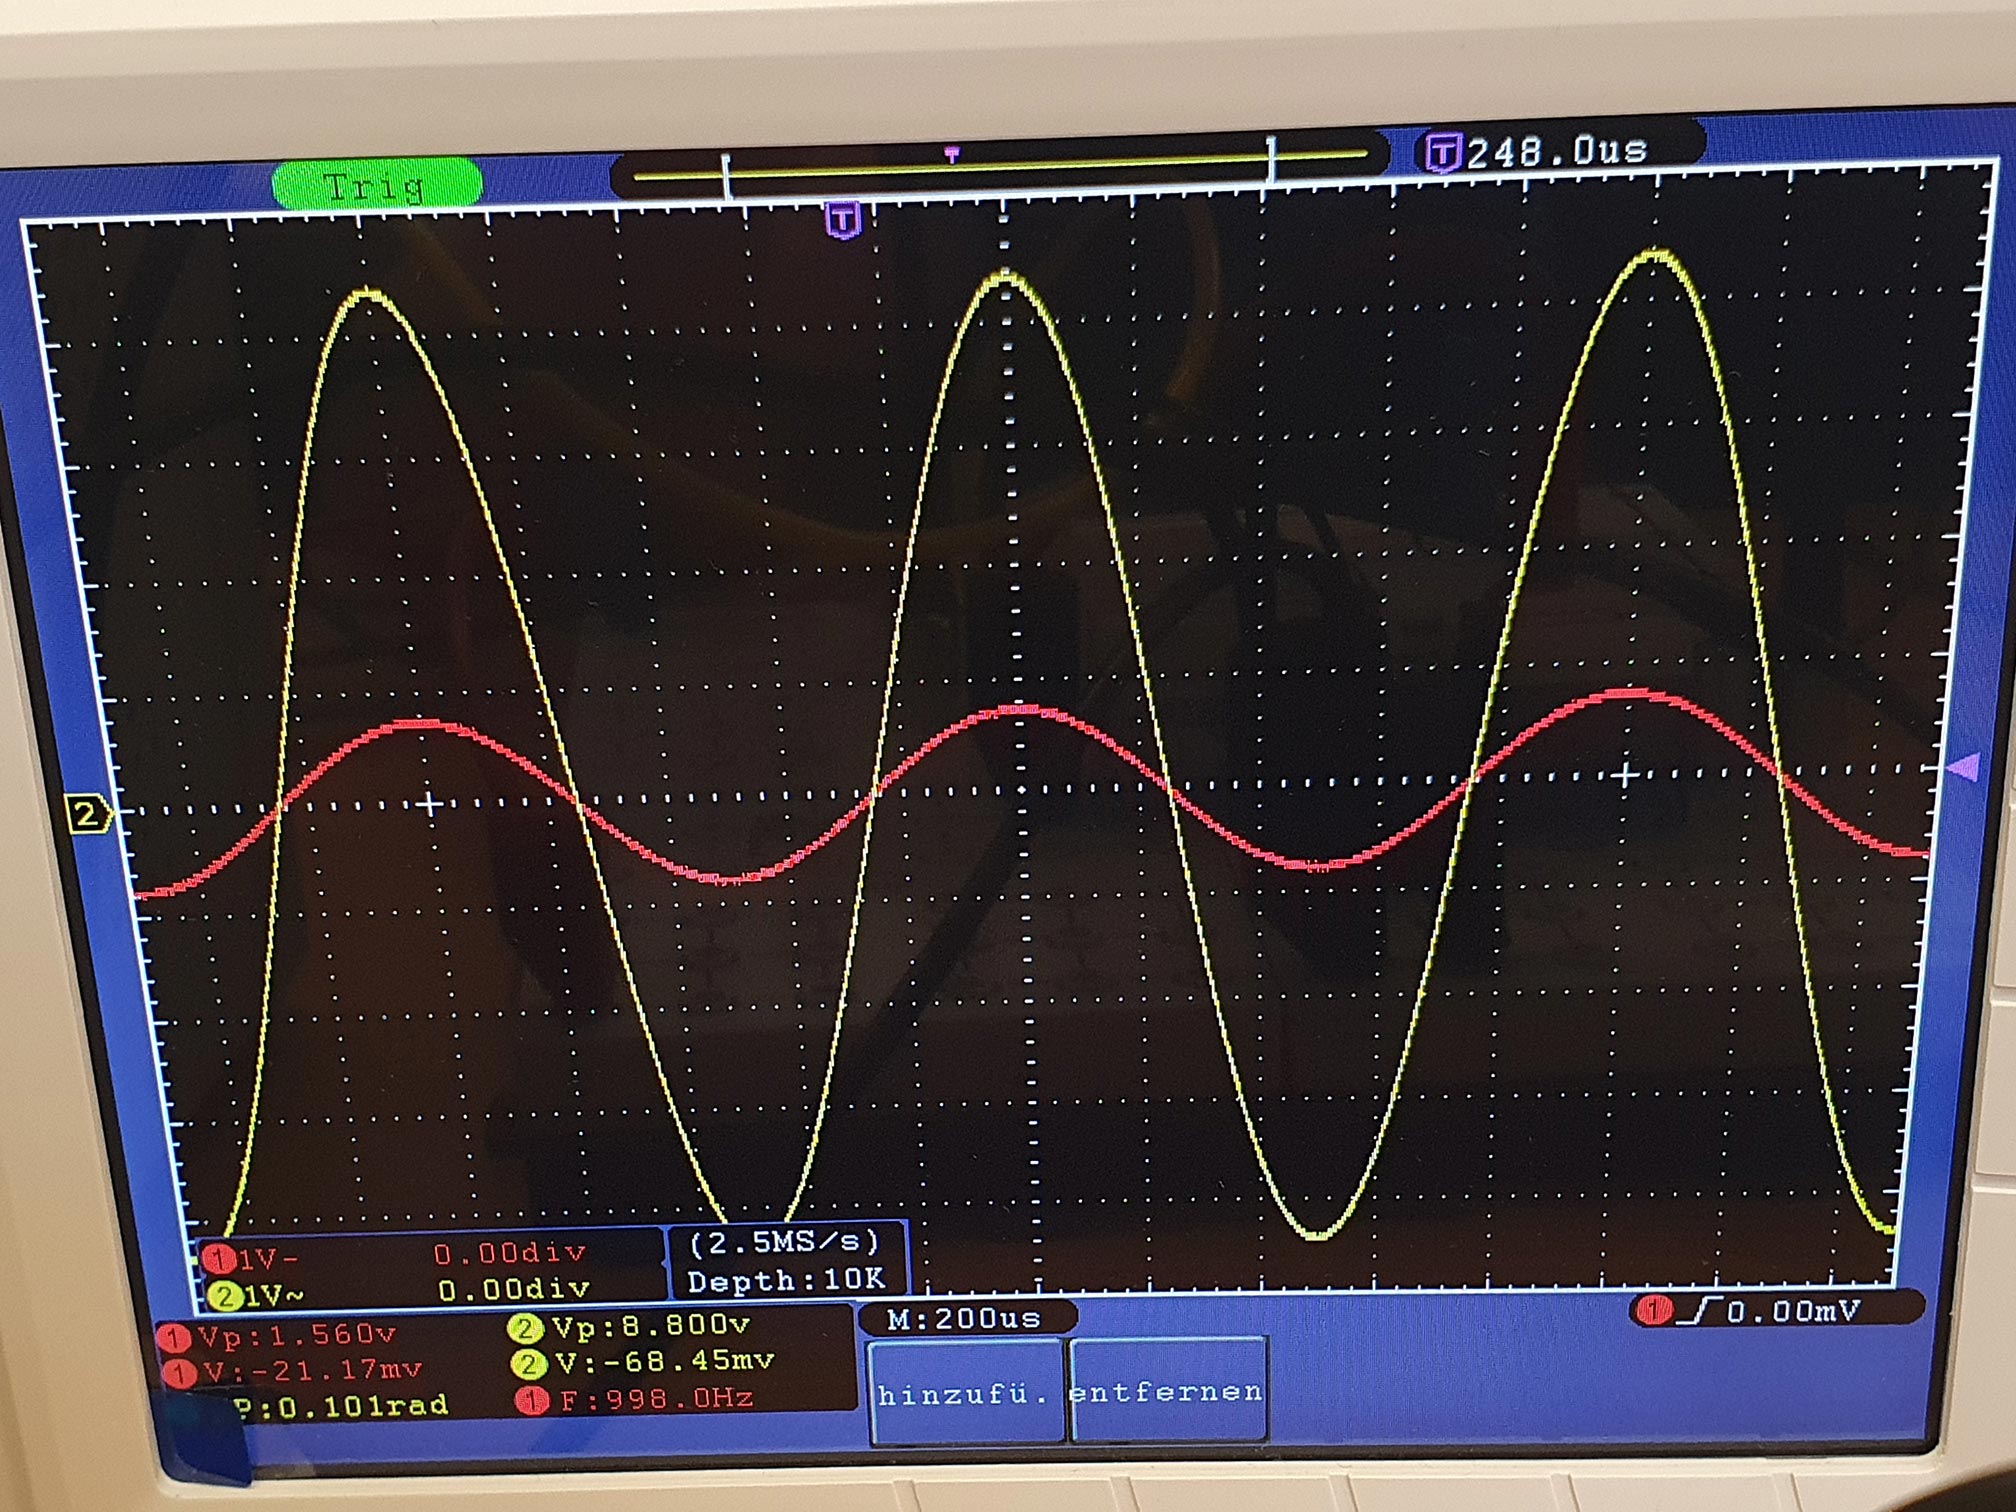 Trig
T 248.0us
T
2
1 1V- 0.00div
2 1V~ 0.00div
(2.5MS/s)
Depth:10K
1 Vp:1.560v 2 Vp:8.800v
1 V:-21.17mv 2 V:-68.45mv
P:0.101rad 1 F:998.0Hz
M:200us
1 0.00mV
hinzufü. entfernen